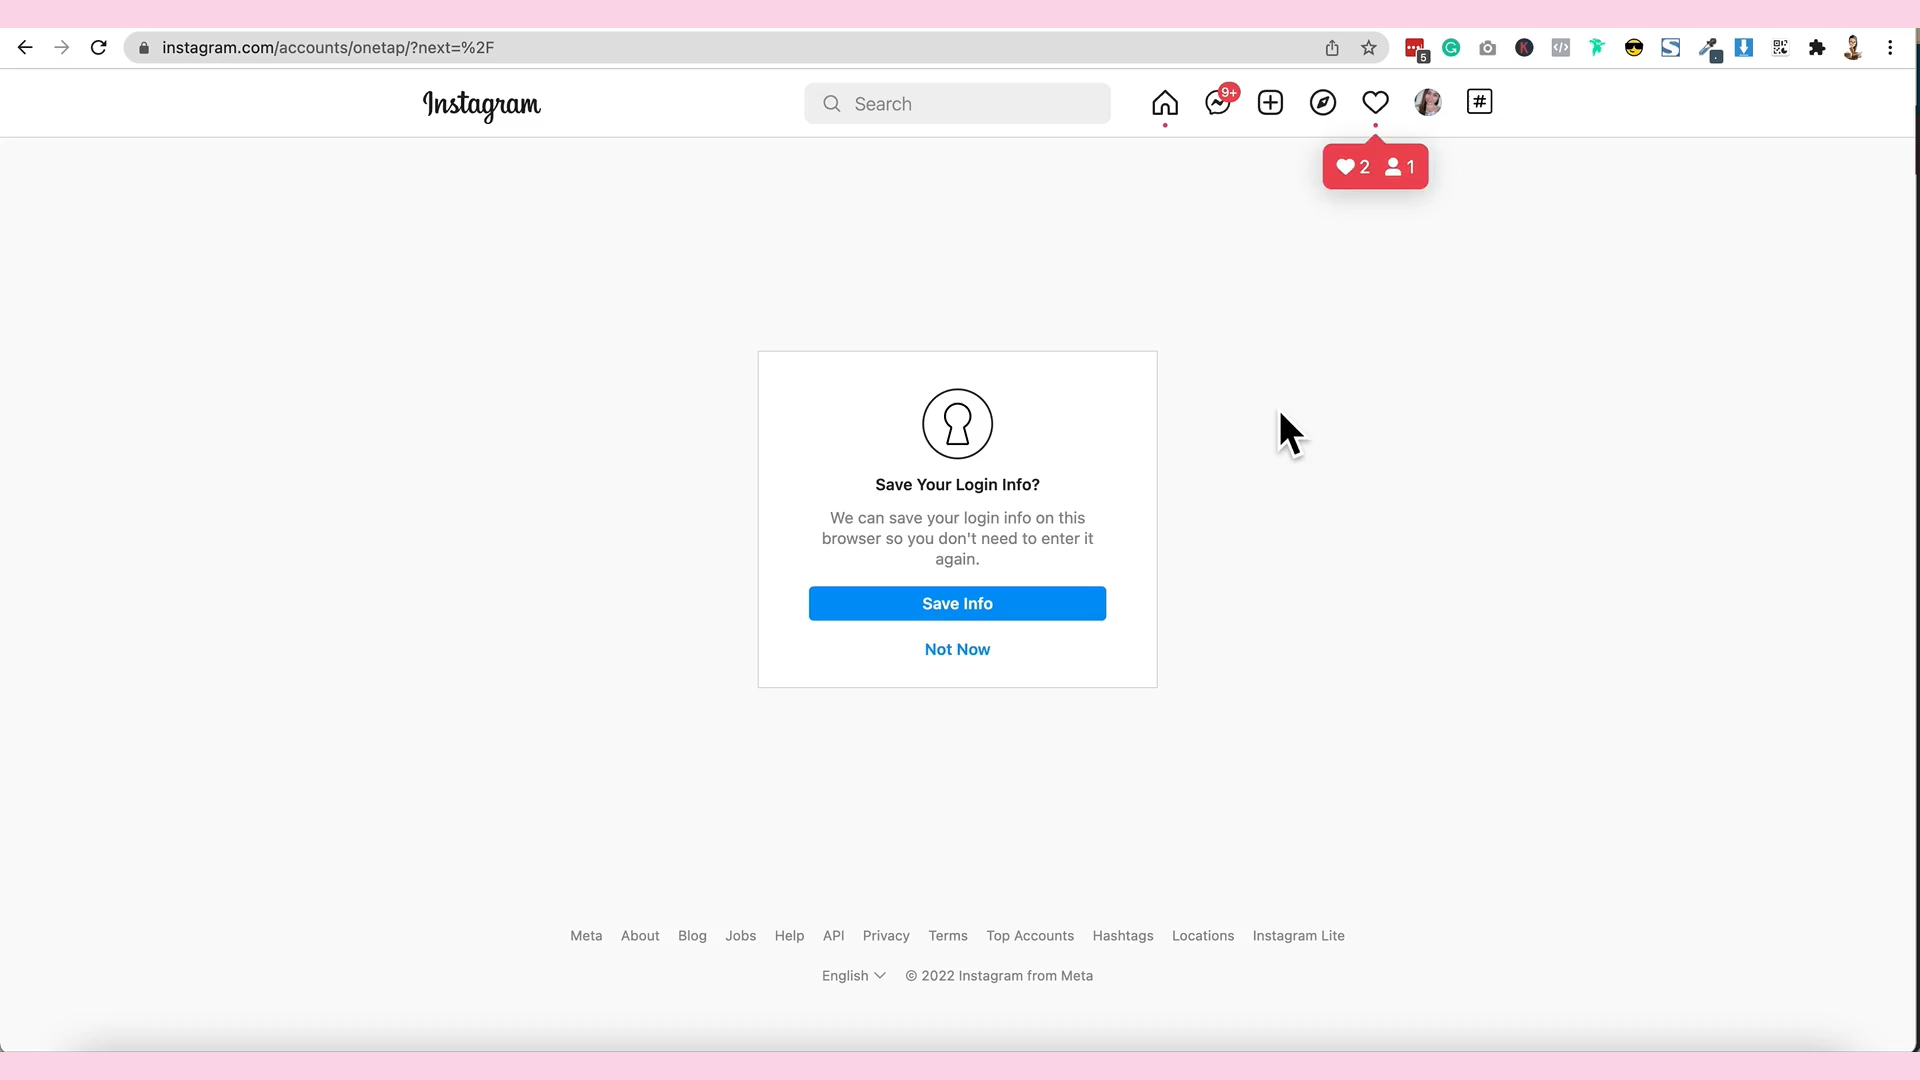 instagram.com/accounts/onetap/?next=%2F
5
Instagram
Search
9+
#
2 1
Save Your Login Info?
We can save your login info on this
browser so you don't need to enter it
again.
Save Info
Not Now
Meta About Blog Jobs Help API Privacy Terms Top Accounts Hashtags Locations Instagram Lite
English © 2022 Instagram from Meta